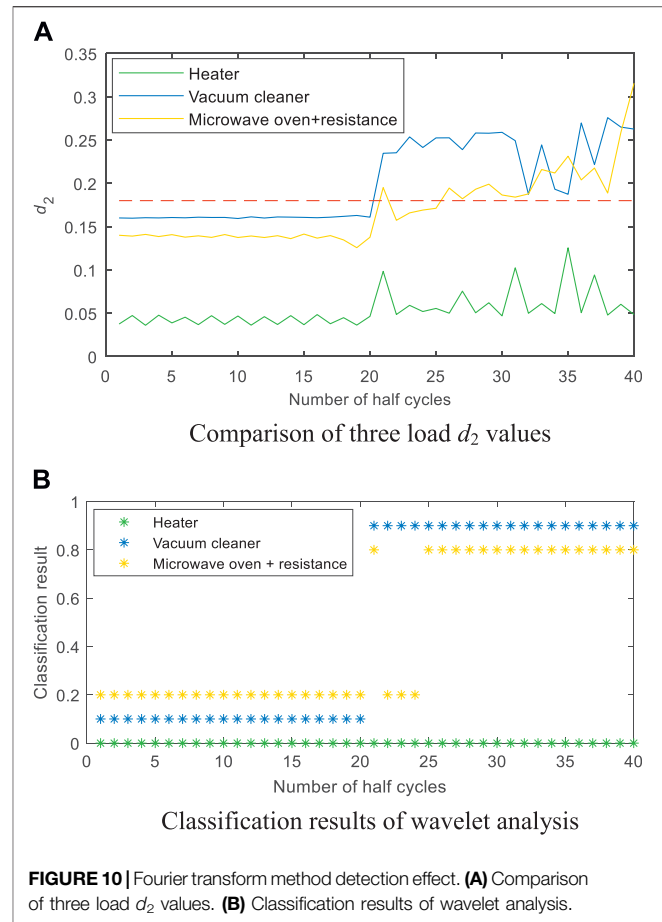 A
0.35
0.3
0.25
0.2
0.15
0.1
0.05
0
d2
Heater
Vacuum cleaner
Microwave oven+resistance
0 5 10 15 20 25 30 35 40
Number of half cycles
Comparison of three load d2 values
B
1
0.8
0.6
0.4
0.2
0
Classification result
Heater
Vacuum cleaner
Microwave oven + resistance
0 5 10 15 20 25 30 35 40
Number of half cycles
Classification results of wavelet analysis
FIGURE 10 | Fourier transform method detection effect. (A) Comparison
of three load d2 values. (B) Classification results of wavelet analysis.